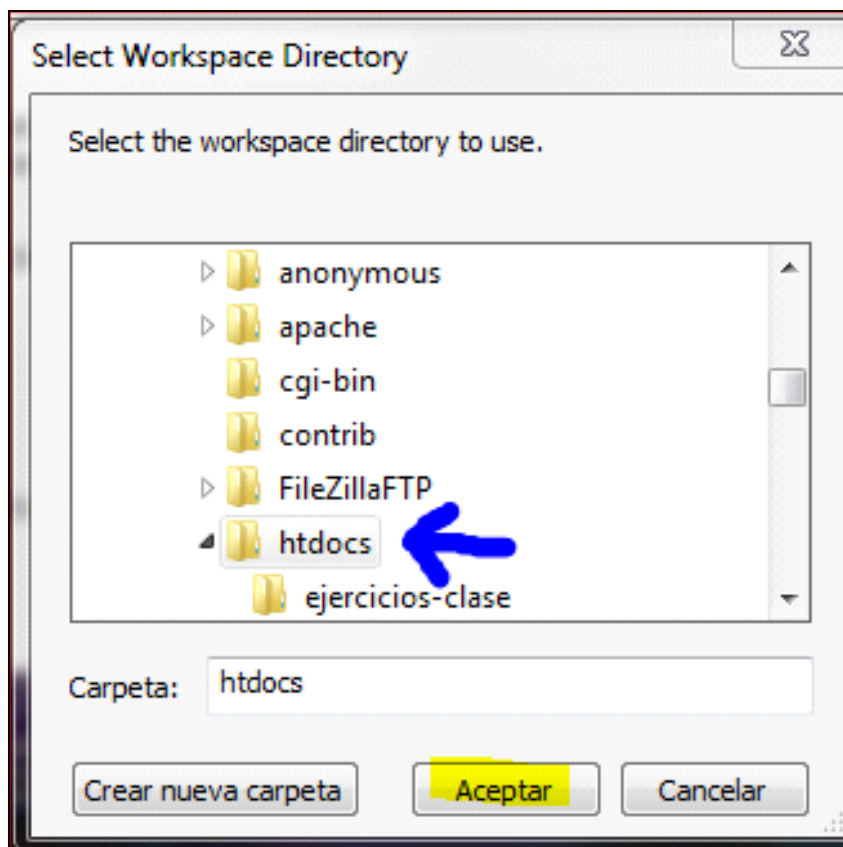 Select Workspace Directory
Select the workspace directory to use.
anonymous
apache
cgi-bin
contrib
FileZillaFTP
htdocs
ejercicios-clase
Carpeta: htdocs
Crear nueva carpeta Aceptar Cancelar